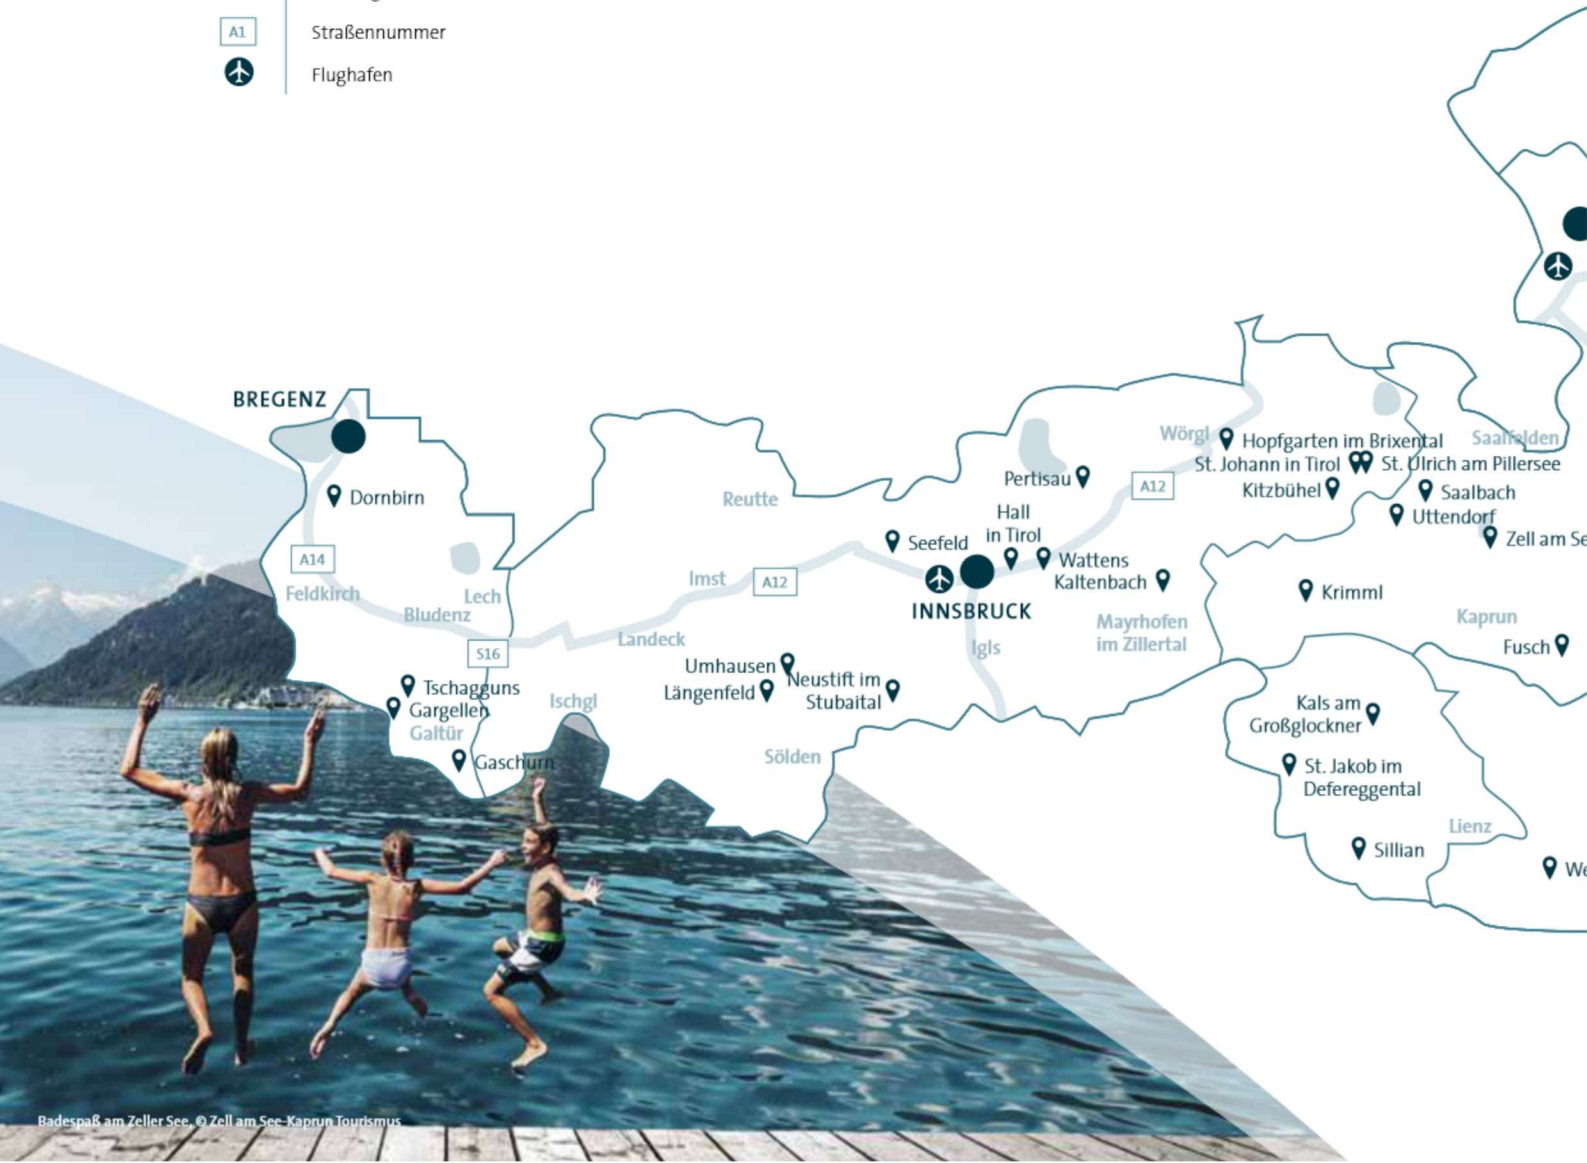 A1
Straßennummer
Flughafen
BREGENZ
Dornbirn
A14
Feldkirch
Lech
Bludenz
S16
Tschagguns
Gargellen
Galtür
Gaschurn
Reutte
Imst
A12
Landeck
Ischgl
Umhausen
Längenfeld
Neustift im
Stubaital
Sölden
Seefeld
Hall
in Tirol
INNSBRUCK
Igls
Wattens
Kaltenbach
Mayrhofen
im Zillertal
Pertisau
A12
Wörgl
Hopfgarten im Brixental
St. Johann in Tirol
St. Ulrich am Pillersee
Kitzbühel
Saalfelden
Saalbach
Uttendorf
Zell am
Krimml
Kaprun
Fusch
Kals am
Großglockner
St. Jakob im
Defereggental
Lienz
Sillian
Badespaß am Zeller See, © Zell am See-Kaprun Tourismus